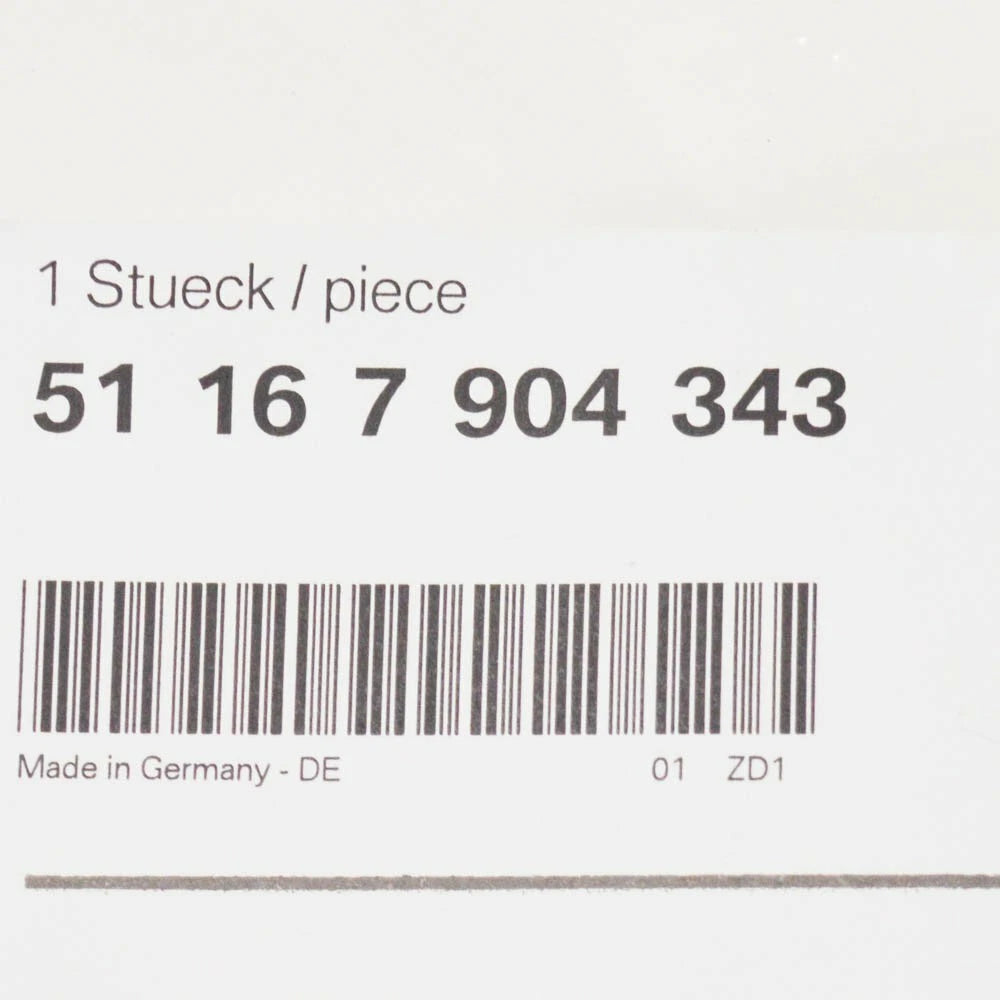 1 Stueck / piece
51 16 7 904 343
Made in Germany - DE 01 ZD1